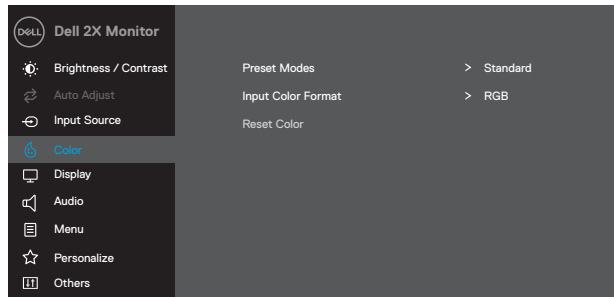 DELL Dell 2X Monitor
Brightness / Contrast Preset Modes > Standard
Auto Adjust Input Color Format > RGB
Input Source Reset Color
Color
Display
Audio
Menu
Personalize
Others